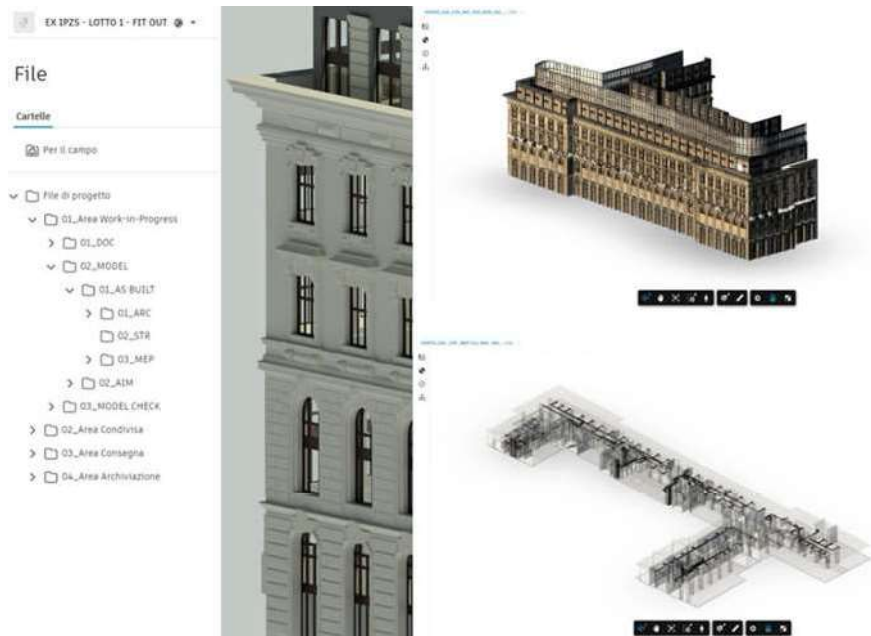 EX IPZS - LOTTO 1 - FIT OUT
File
Cartelle
Per il campo
File di progetto
01_Area Work-in-Progress
01_DOC
02_MODEL
01_AS BUILT
01_ARC
02_STR
03_MEP
02_AIM
03_MODEL CHECK
02_Area Condivisa
03_Area Consegna
04_Area Archiviazione